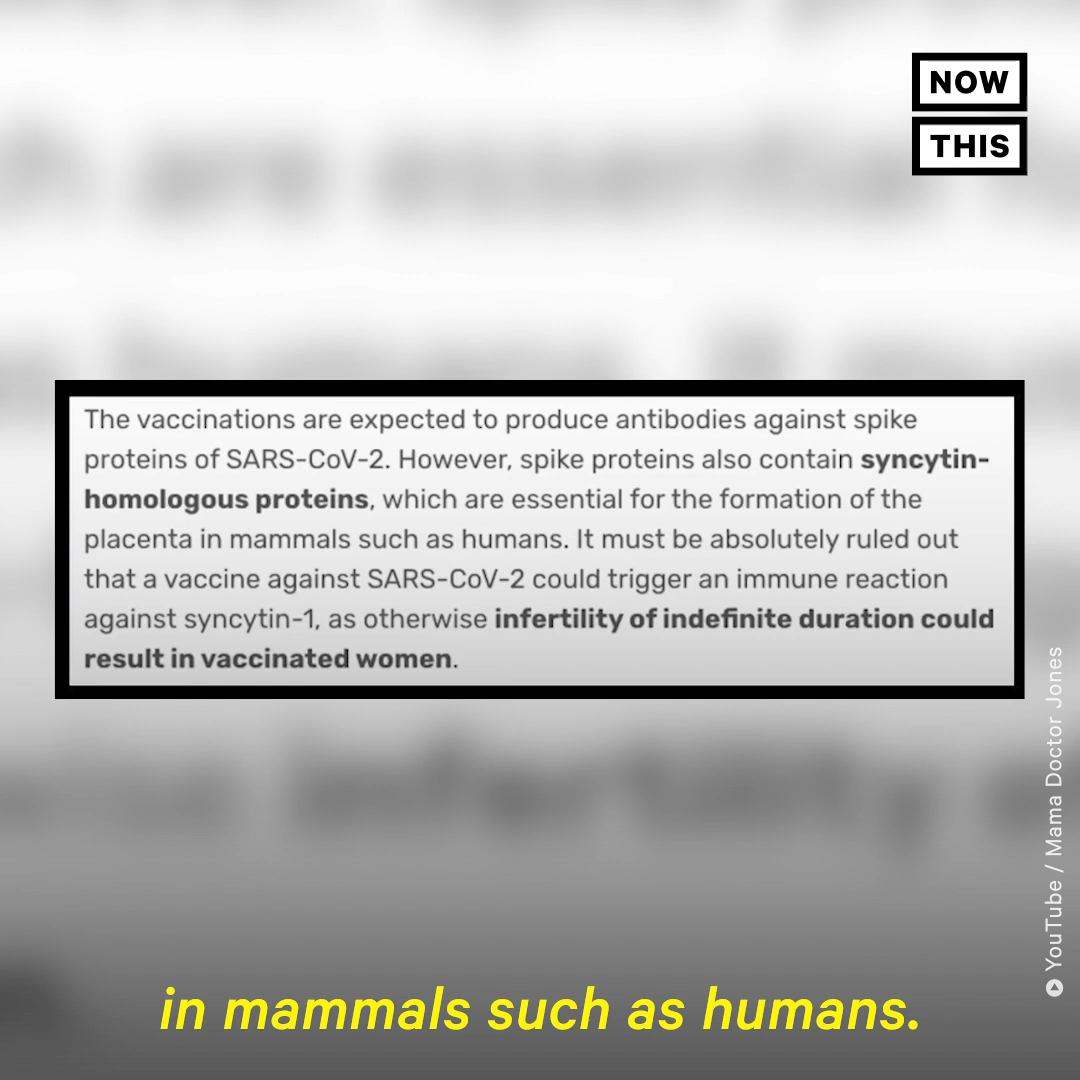 NOW
THIS
The vaccinations are expected to produce antibodies against spike
proteins of SARS-CoV-2. However, spike proteins also contain syncytin-
homologous proteins, which are essential for the formation of the
placenta in mammals such as humans. It must be absolutely ruled out
that a vaccine against SARS-CoV-2 could trigger an immune reaction
against syncytin-1, as otherwise infertility of indefinite duration could
result in vaccinated women.
YouTube / Mama Doctor Jones
in mammals such as humans.